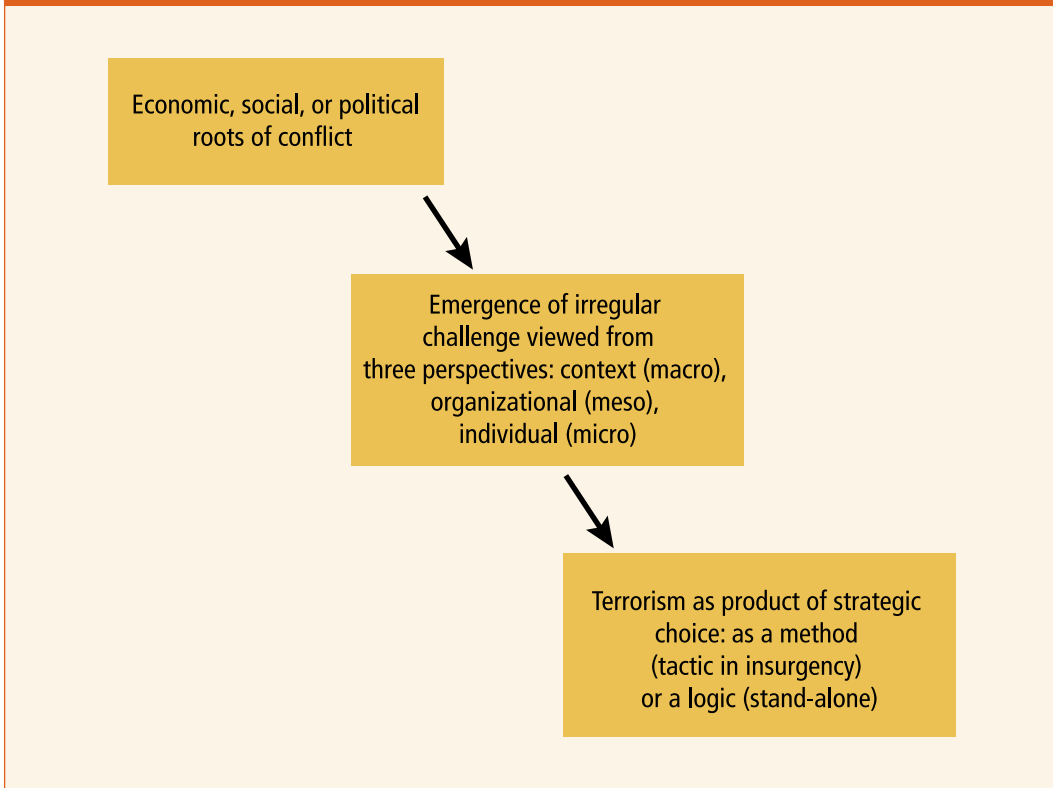 Economic, social, or political
roots of conflict
Emergence of irregular
challenge viewed from
three perspectives: context (macro),
organizational (meso),
individual (micro)
Terrorism as product of strategic
choice: as a method
(tactic in insurgency)
or a logic (stand-alone)